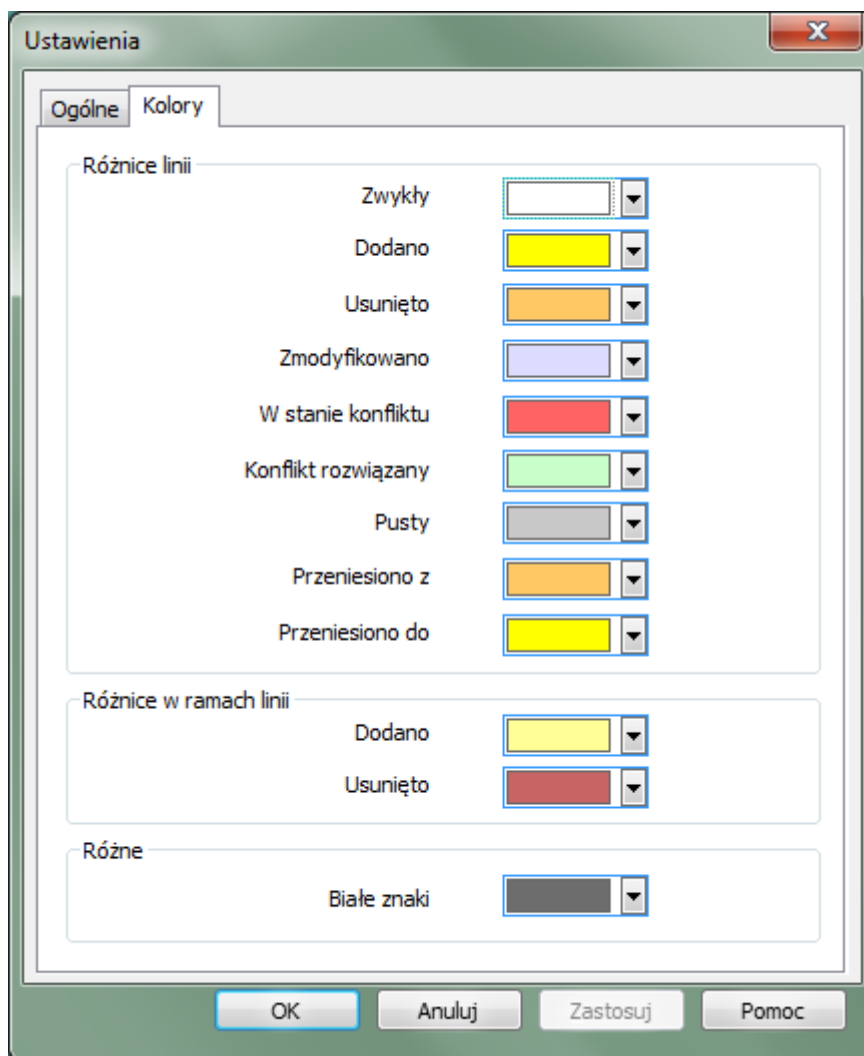 Ustawienia
Ogólne
Kolory
Różnice linii
Zwykły
Dodano
Usunięto
Zmodyfikowano
W stanie konfliktu
Konflikt rozwiązany
Pusty
Przeniesiono z
Przeniesiono do
Różnice w ramach linii
Dodano
Usunięto
Różne
Białe znaki
OK
Anuluj
Zastosuj
Pomoc